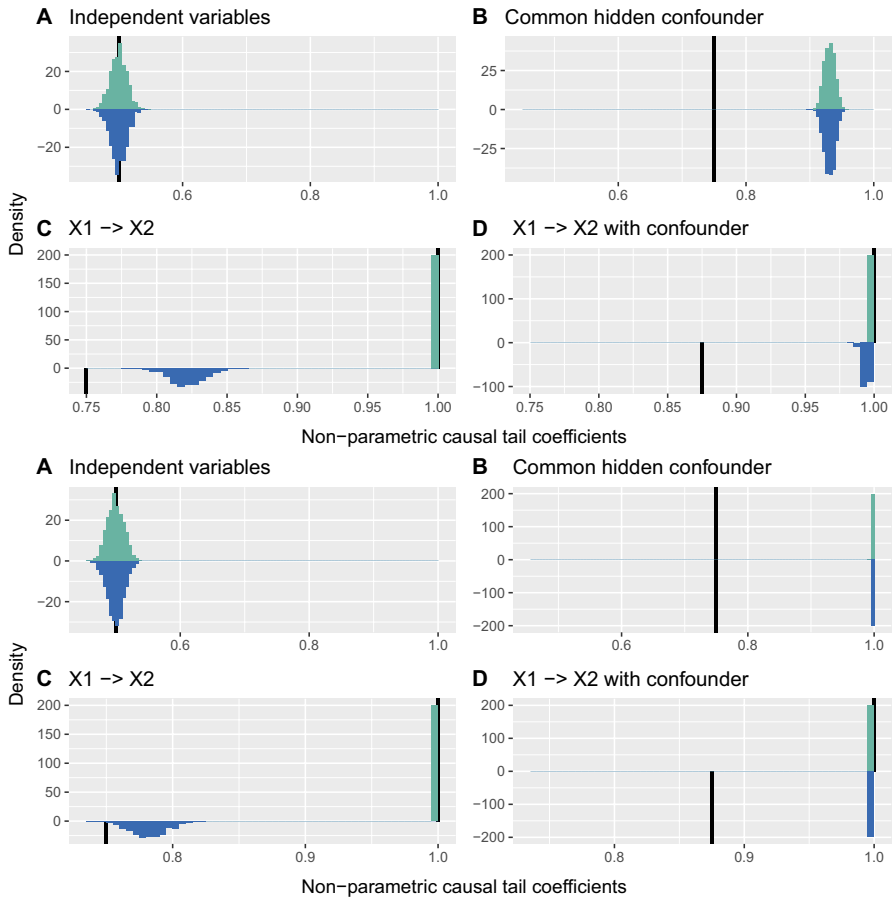 A Independent variables
B Common hidden confounder
20
0
−20
0.6 0.8 1.0
25
0
−25
0.6 0.8 1.0
Density
C X1 −> X2
D X1 −> X2 with confounder
200
150
100
50
0
0.75 0.80 0.85 0.90 0.95 1.00
200
100
0
−100
0.75 0.80 0.85 0.90 0.95 1.00
Non−parametric causal tail coefficients
A Independent variables
B Common hidden confounder
20
0
−20
0.6 0.8 1.0
200
100
0
−100
−200
0.6 0.8 1.0
Density
C X1 −> X2
D X1 −> X2 with confounder
200
150
100
50
0
0.8 0.9 1.0
200
100
0
−100
−200
0.8 0.9 1.0
Non−parametric causal tail coefficients